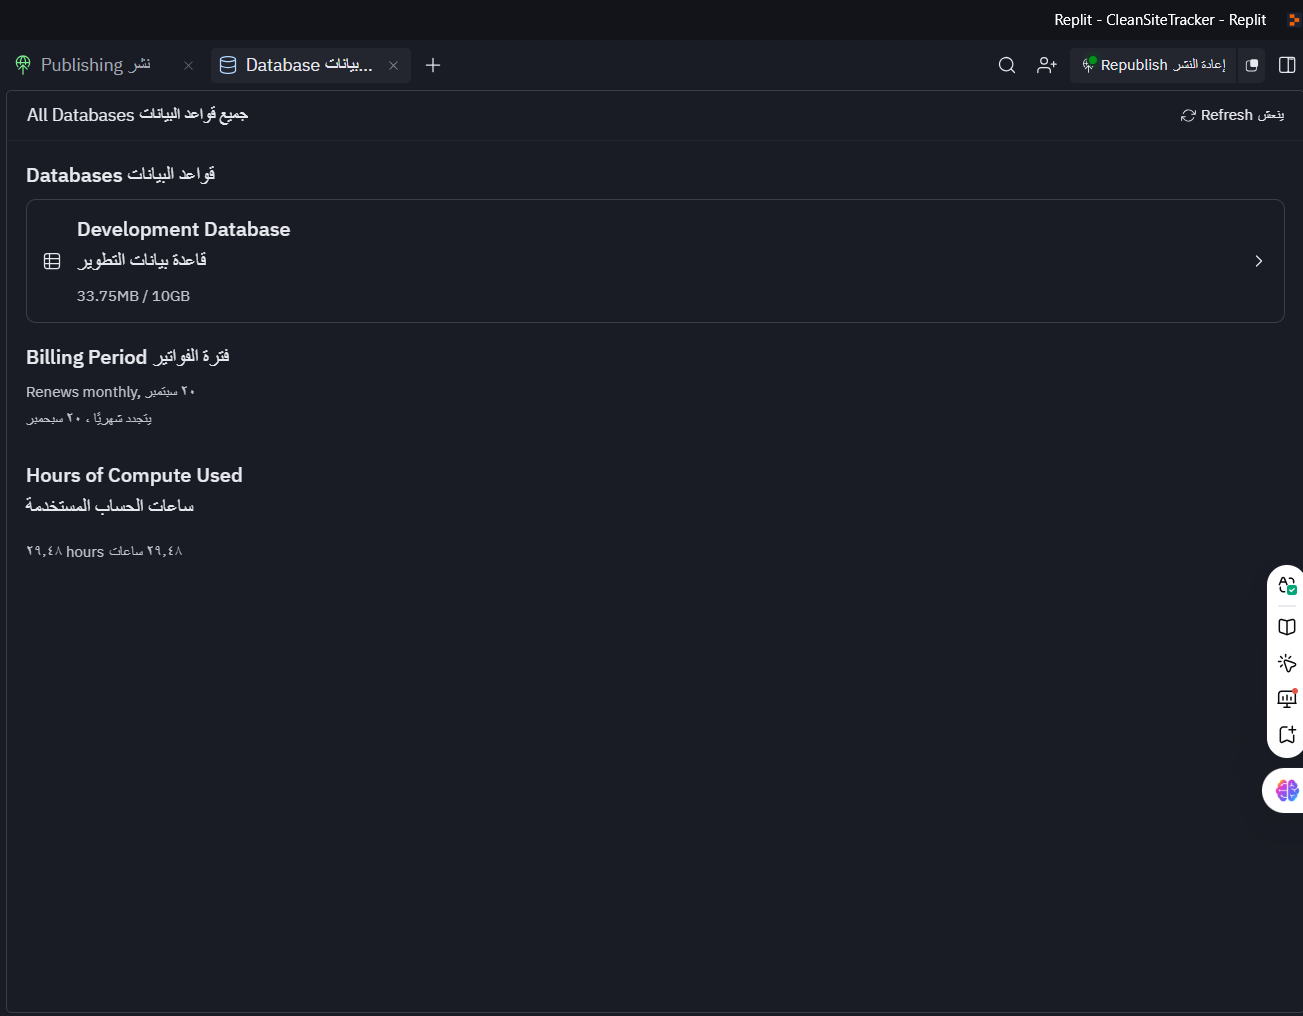 Replit - CleanSiteTracker - Replit
Publishing نشر
Database بيانات...
Republish إعادة النشر
All Databases جميع قواعد البيانات
Refresh ينعش
Databases قواعد البيانات
Development Database
قاعدة بيانات التطوير
33.75MB / 10GB
Billing Period فترة الفواتير
Renews monthly, ٢٠ سبتمبر
يتجدد شهريًا ، ٢٠ سبحمبر
Hours of Compute Used
ساعات الحساب المستخدمة
٢٩,٤٨ hours ٢٩,٤٨ ساعات